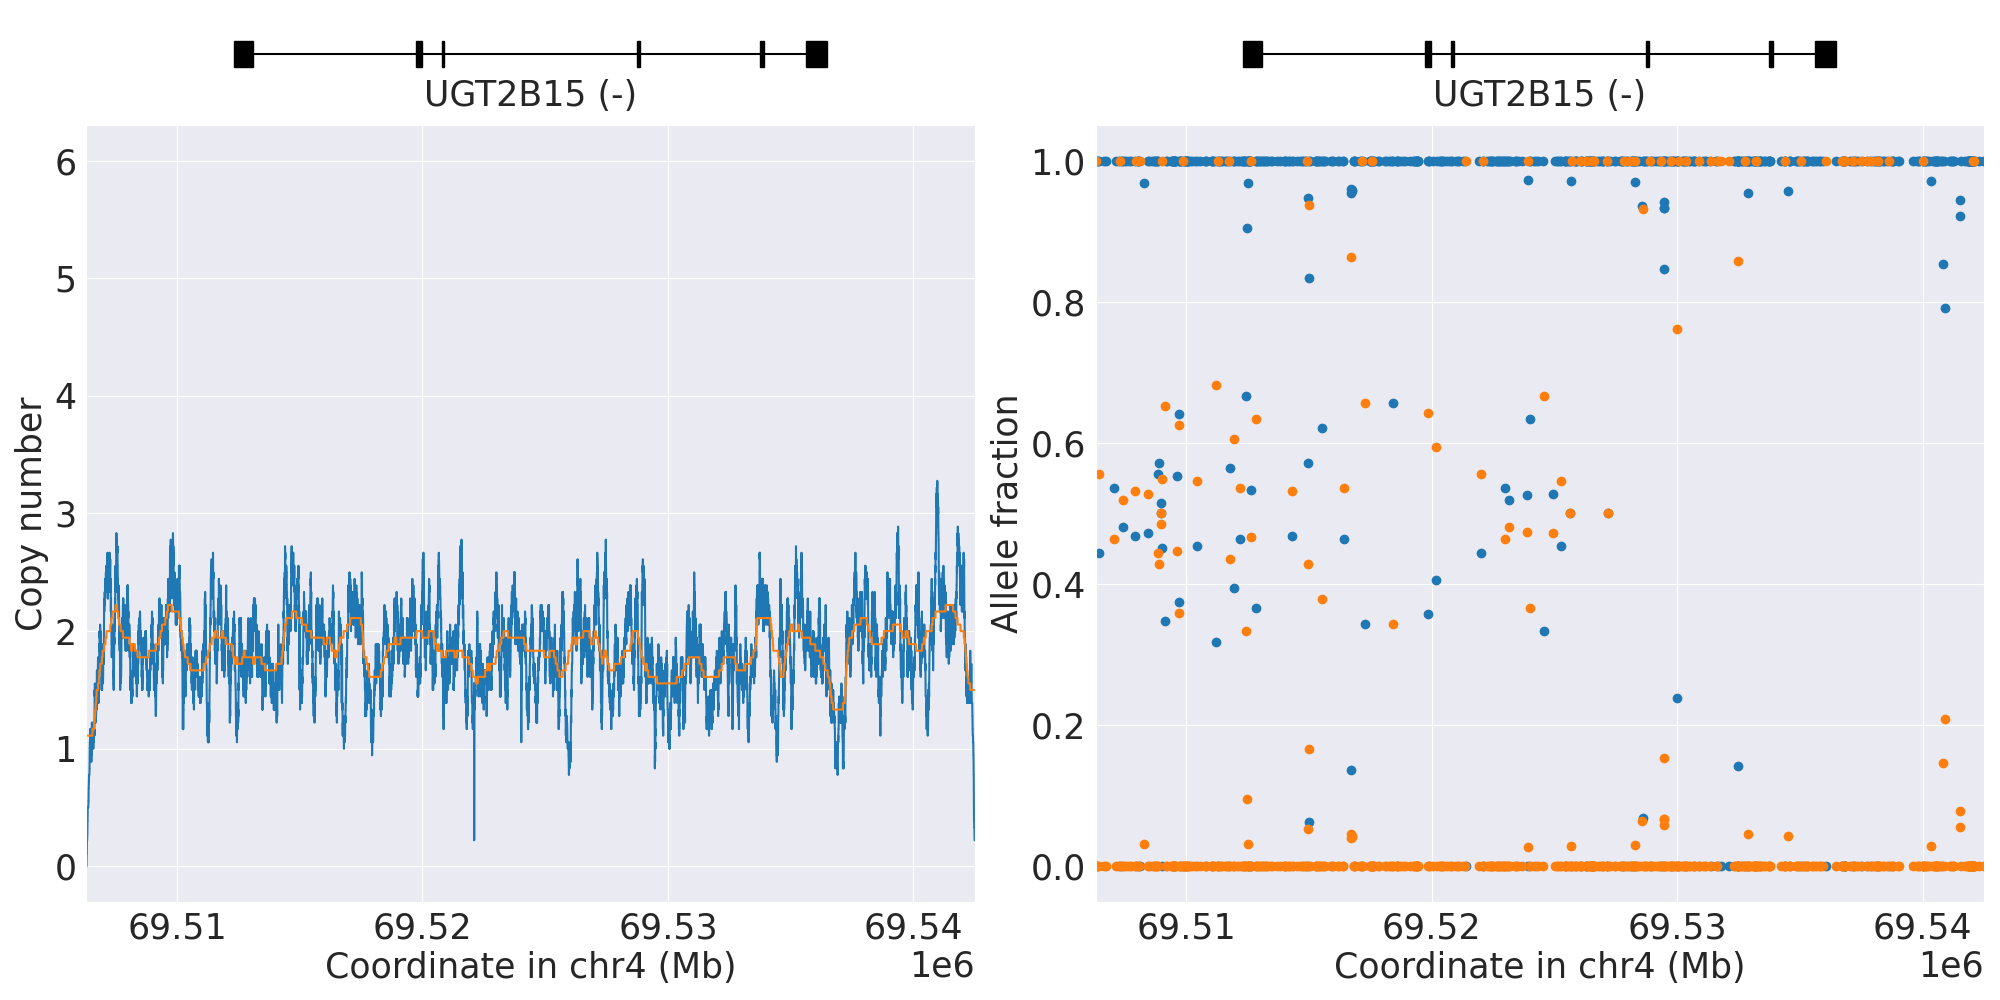 UGT2B15 (-)
6
5
4
3
2
1
0
Copy number
69.51 69.52 69.53 69.54
Coordinate in chr4 (Mb)
1e6
UGT2B15 (-)
1.0
0.8
0.6
0.4
0.2
0.0
Allele fraction
69.51 69.52 69.53 69.54
Coordinate in chr4 (Mb)
1e6